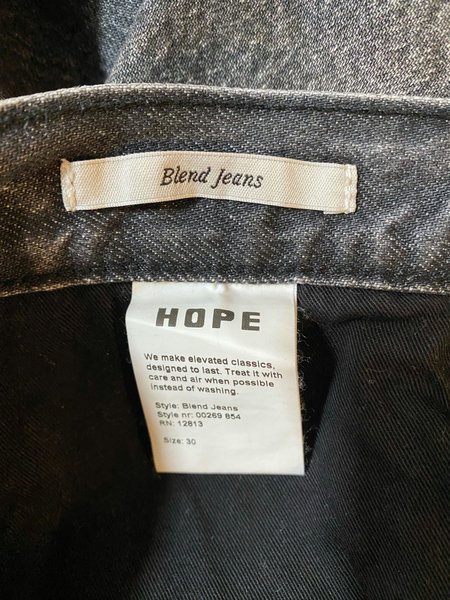 Blend Jeans
HOPE
We make elevated classics,
designed to last. Treat it with
care and air when possible
instead of washing.
Style: Blend Jeans
Style nr: 00269 854
RN: 12813
Size: 30